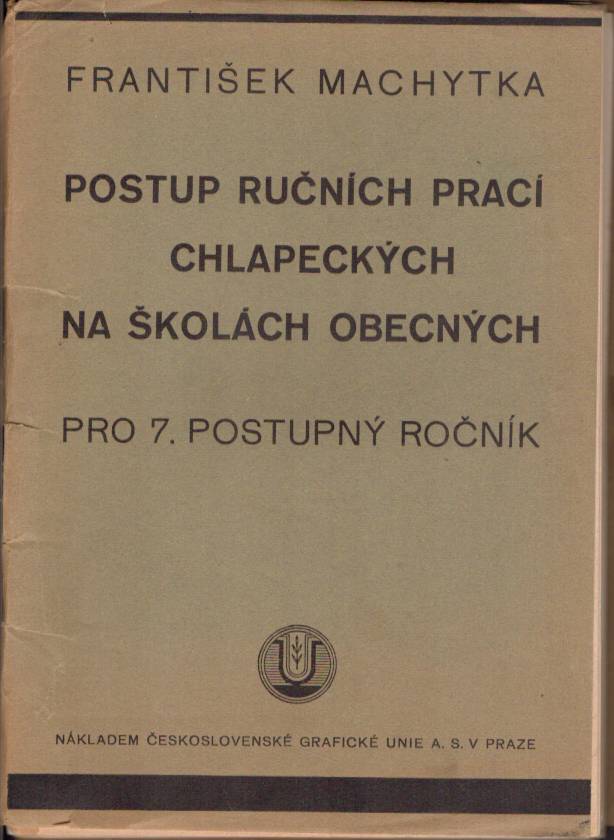 FRANTIŠEK MACHYTKA
POSTUP RUČNÍCH PRACÍ
CHLAPECKÝCH
NA ŠKOLÁCH OBECNÝCH
PRO 7. POSTUPNÝ ROČNÍK
NÁKLADEM ČESKOSLOVENSKÉ GRAFICKÉ UNIE A. S. V PRAZE